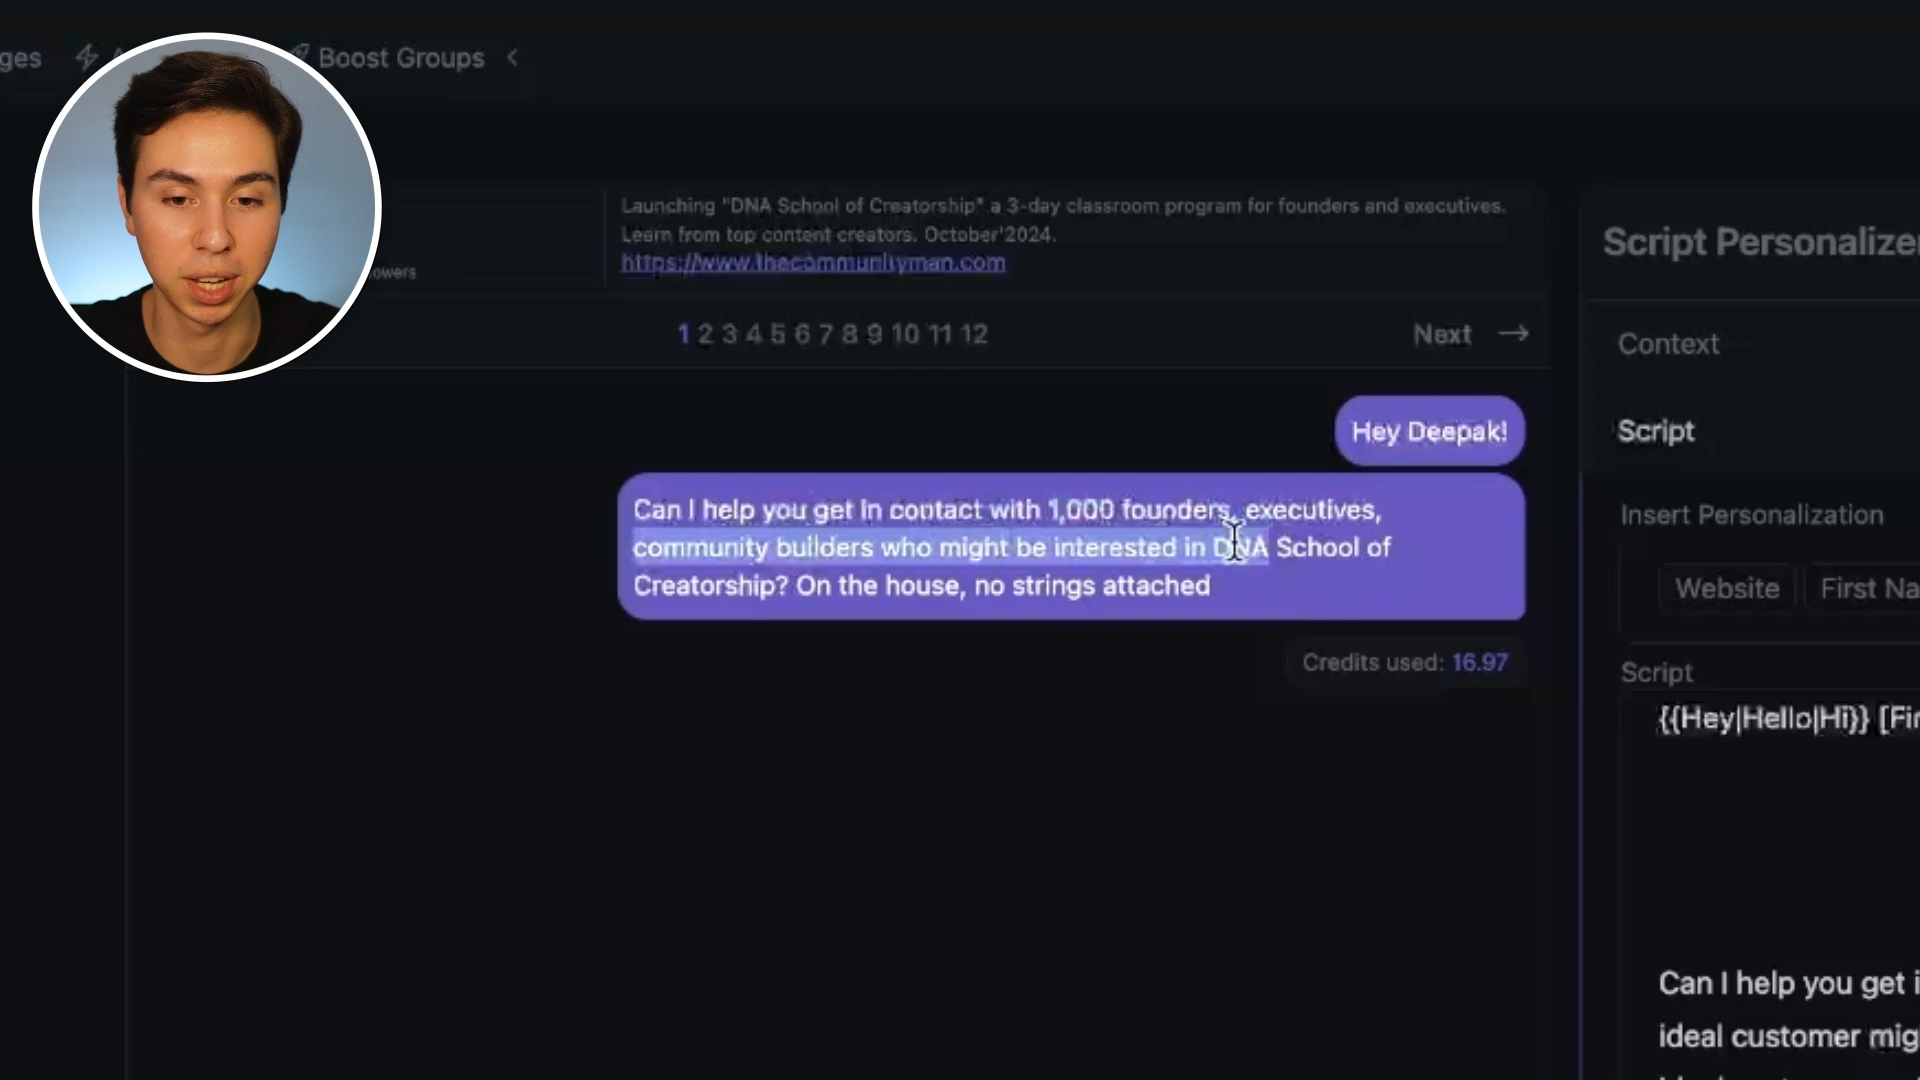 ges
Boost Groups
Launching "DNA School of Creatorship" a 3-day classroom program for founders and executives.
Learn from top content creators. October'2024.
https://www.thecommunityman.com
owers
1 2 3 4 5 6 7 8 9 10 11 12
Next
Hey Deepak!
Can I help you get in contact with 1,000 founders, executives,
community builders who might be interested in DNA School of
Creatorship? On the house, no strings attached
Credits used: 16.97
Script Personalizer
Context
Script
Insert Personalization
Website
First Na
Script
{{Hey|Hello|Hi}} [Fir
Can I help you get i
ideal customer mig